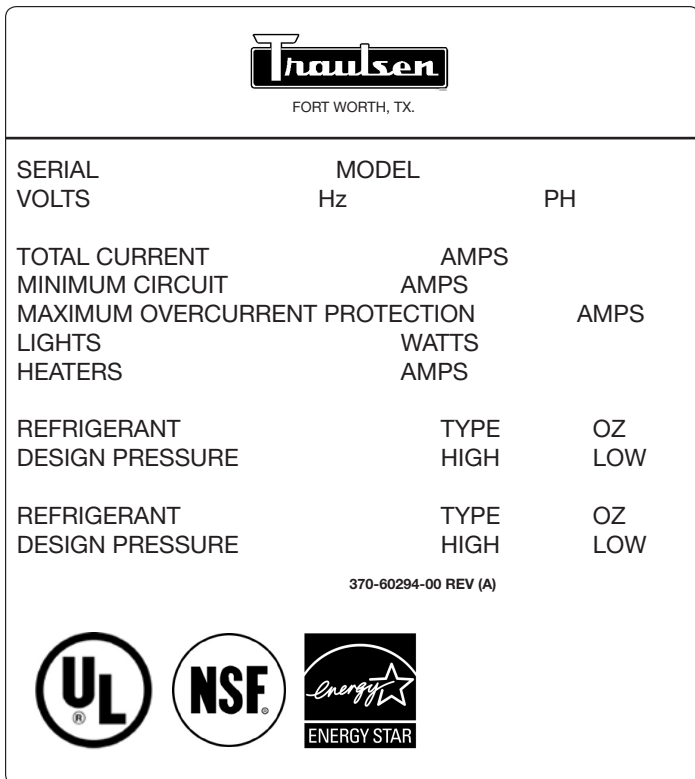 Traulsen
FORT WORTH, TX.
SERIAL MODEL
VOLTS Hz PH
TOTAL CURRENT AMPS
MINIMUM CIRCUIT AMPS
MAXIMUM OVERCURRENT PROTECTION AMPS
LIGHTS WATTS
HEATERS AMPS
REFRIGERANT TYPE OZ
DESIGN PRESSURE HIGH LOW
REFRIGERANT TYPE OZ
DESIGN PRESSURE HIGH LOW
370-60294-00 REV (A)
UL ® NSF. energy
ENERGY STAR